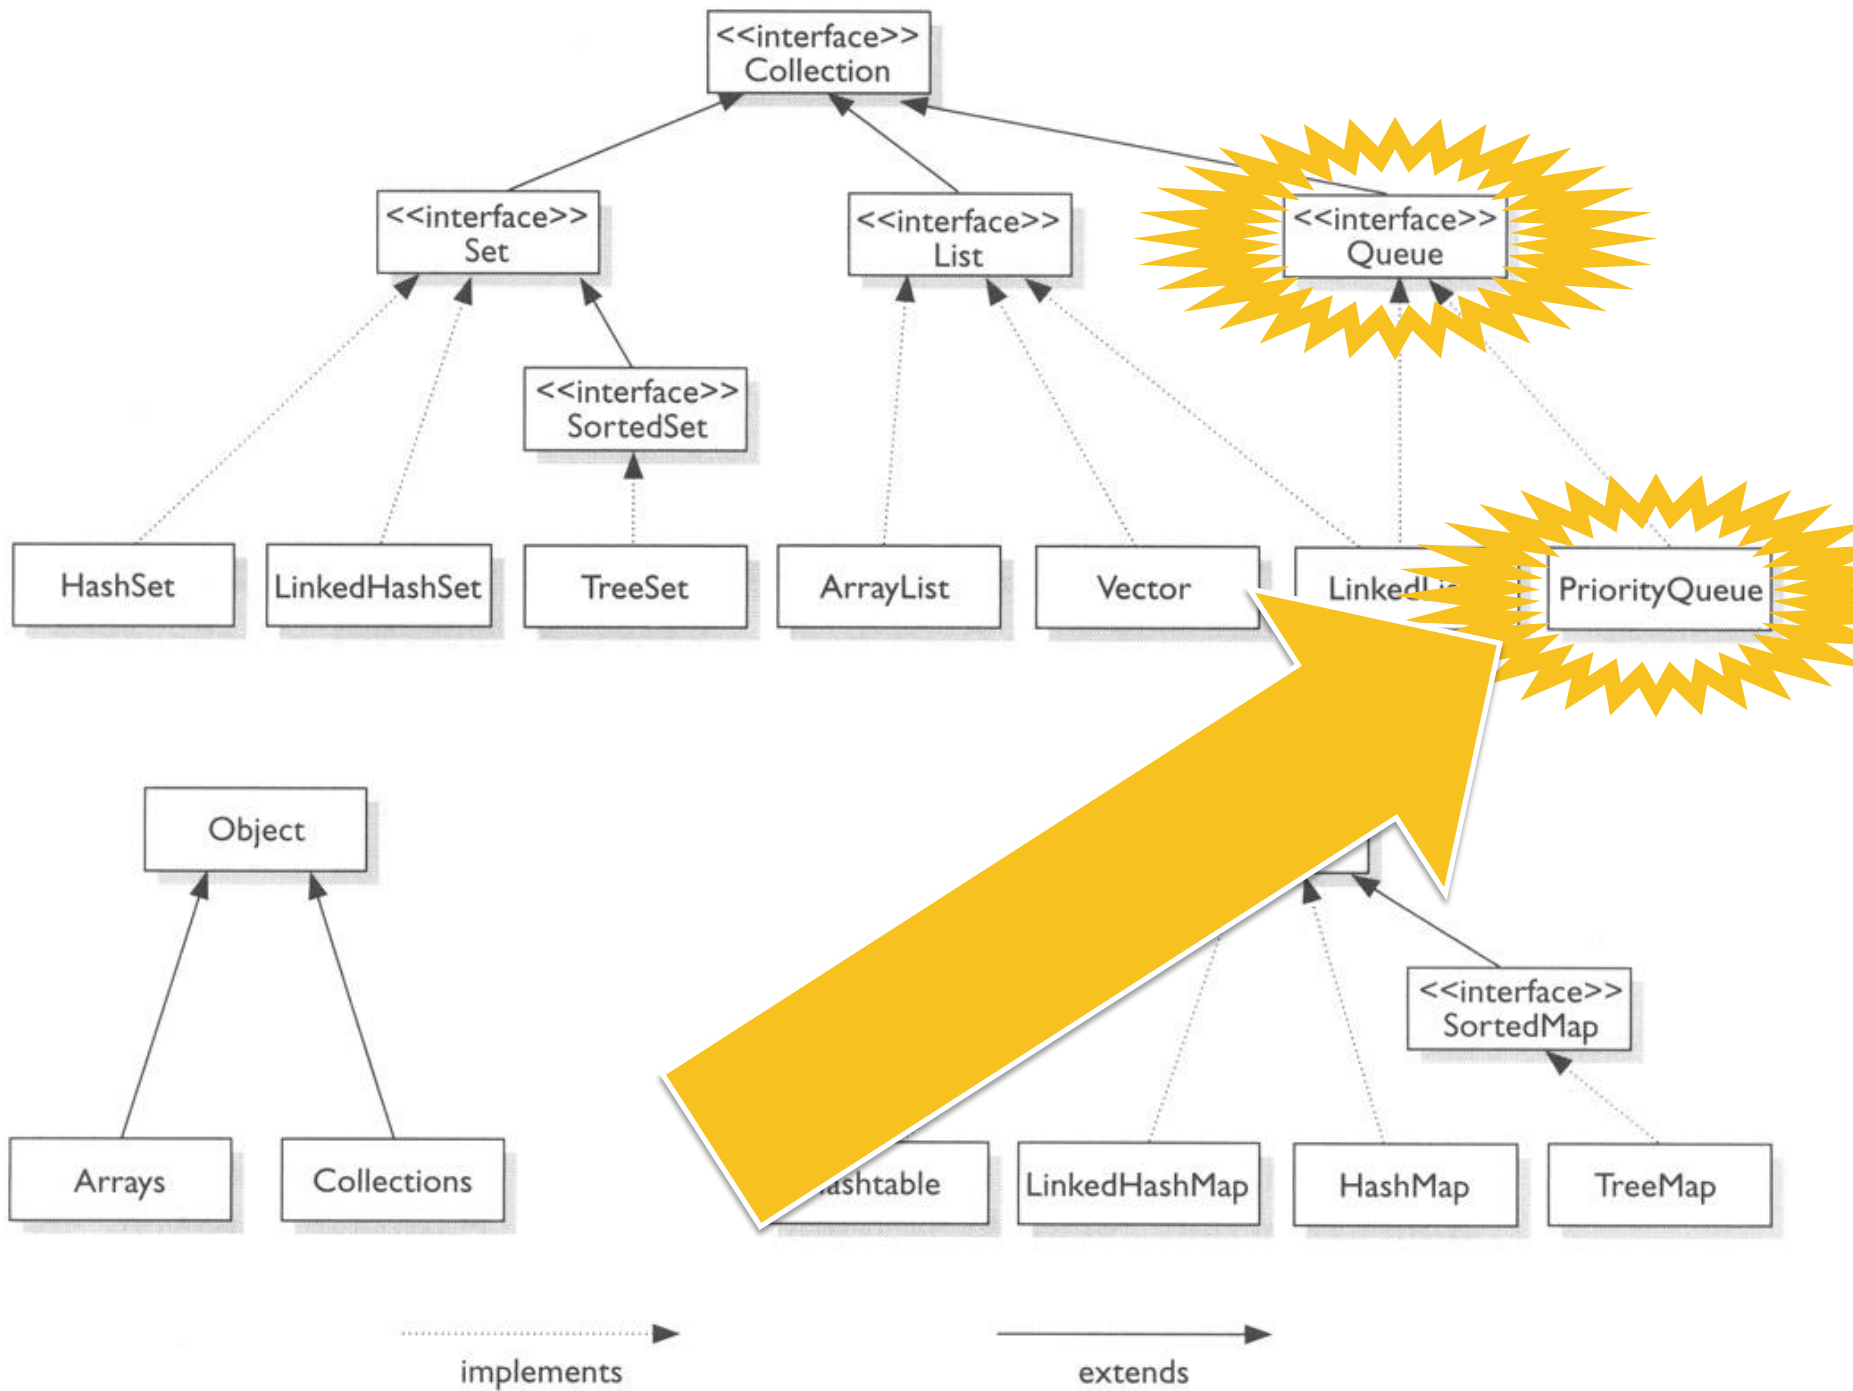 <<interface>>
Collection
<<interface>>
Set
<<interface>>
List
<<interface>>
Queue
<<interface>>
SortedSet
HashSet
LinkedHashSet
TreeSet
ArrayList
Vector
PriorityQueue
Object
<<interface>>
SortedMap
Arrays
Collections
LinkedHashMap
HashMap
TreeMap
implements
extends